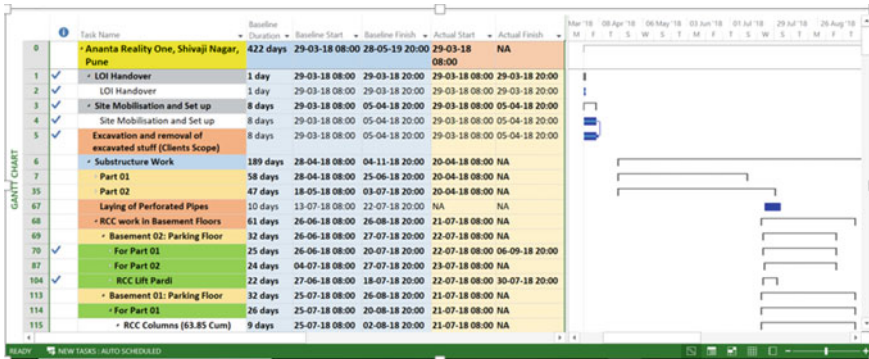 Mar '18 08 Apr '18 06 May '18 03 Jun '18 01 Jul '18 29 Jul '18 26 Aug '18
Task Name Baseline Duration Baseline Start Baseline Finish Actual Start Actual Finish M F T S W S T M F T S W S T M F T
0 Ananta Reality One, Shivaji Nagar, 422 days 29-03-18 08:00 28-05-19 20:00 29-03-18 NA
Pune 08:00
1 LOI Handover 1 day 29-03-18 08:00 29-03-18 20:00 29-03-18 08:00 29-03-18 20:00
2 LOI Handover 1 day 29-03-18 08:00 29-03-18 20:00 29-03-18 08:00 29-03-18 20:00
3 Site Mobilisation and Set up 8 days 29-03-18 08:00 05-04-18 20:00 29-03-18 08:00 05-04-18 20:00
4 Site Mobilisation and Set up 8 days 29-03-18 08:00 05-04-18 20:00 29-03-18 08:00 05-04-18 20:00
5 Excavation and removal of 8 days 29-03-18 08:00 05-04-18 20:00 29-03-18 08:00 05-04-18 20:00
excavated stuff (Clients Scope)
6 Substructure Work 189 days 28-04-18 08:00 04-11-18 20:00 20-04-18 08:00 NA
7 Part 01 58 days 28-04-18 08:00 25-06-18 20:00 20-04-18 08:00 NA
35 Part 02 47 days 18-05-18 08:00 03-07-18 20:00 20-04-18 08:00 NA
67 Laying of Perforated Pipes 10 days 13-07-18 08:00 22-07-18 20:00 NA NA
68 RCC work in Basement Floors 61 days 26-06-18 08:00 26-08-18 20:00 21-07-18 08:00 NA
69 Basement 02: Parking Floor 32 days 26-06-18 08:00 27-07-18 20:00 22-07-18 08:00 NA
70 For Part 01 25 days 26-06-18 08:00 20-07-18 20:00 22-07-18 08:00 06-09-18 20:00
87 For Part 02 24 days 04-07-18 08:00 27-07-18 20:00 23-07-18 08:00 NA
104 RCC Lift Pardi 22 days 27-06-18 08:00 18-07-18 20:00 22-07-18 08:00 30-07-18 20:00
113 Basement 01: Parking Floor 32 days 25-07-18 08:00 26-08-18 20:00 21-07-18 08:00 NA
114 For Part 01 26 days 25-07-18 08:00 20-08-18 20:00 21-07-18 08:00 NA
115 RCC Columns (63.85 Cum) 9 days 25-07-18 08:00 02-08-18 20:00 21-07-18 08:00 NA
GANTT CHART
READY NEW TASKS : AUTO SCHEDULED